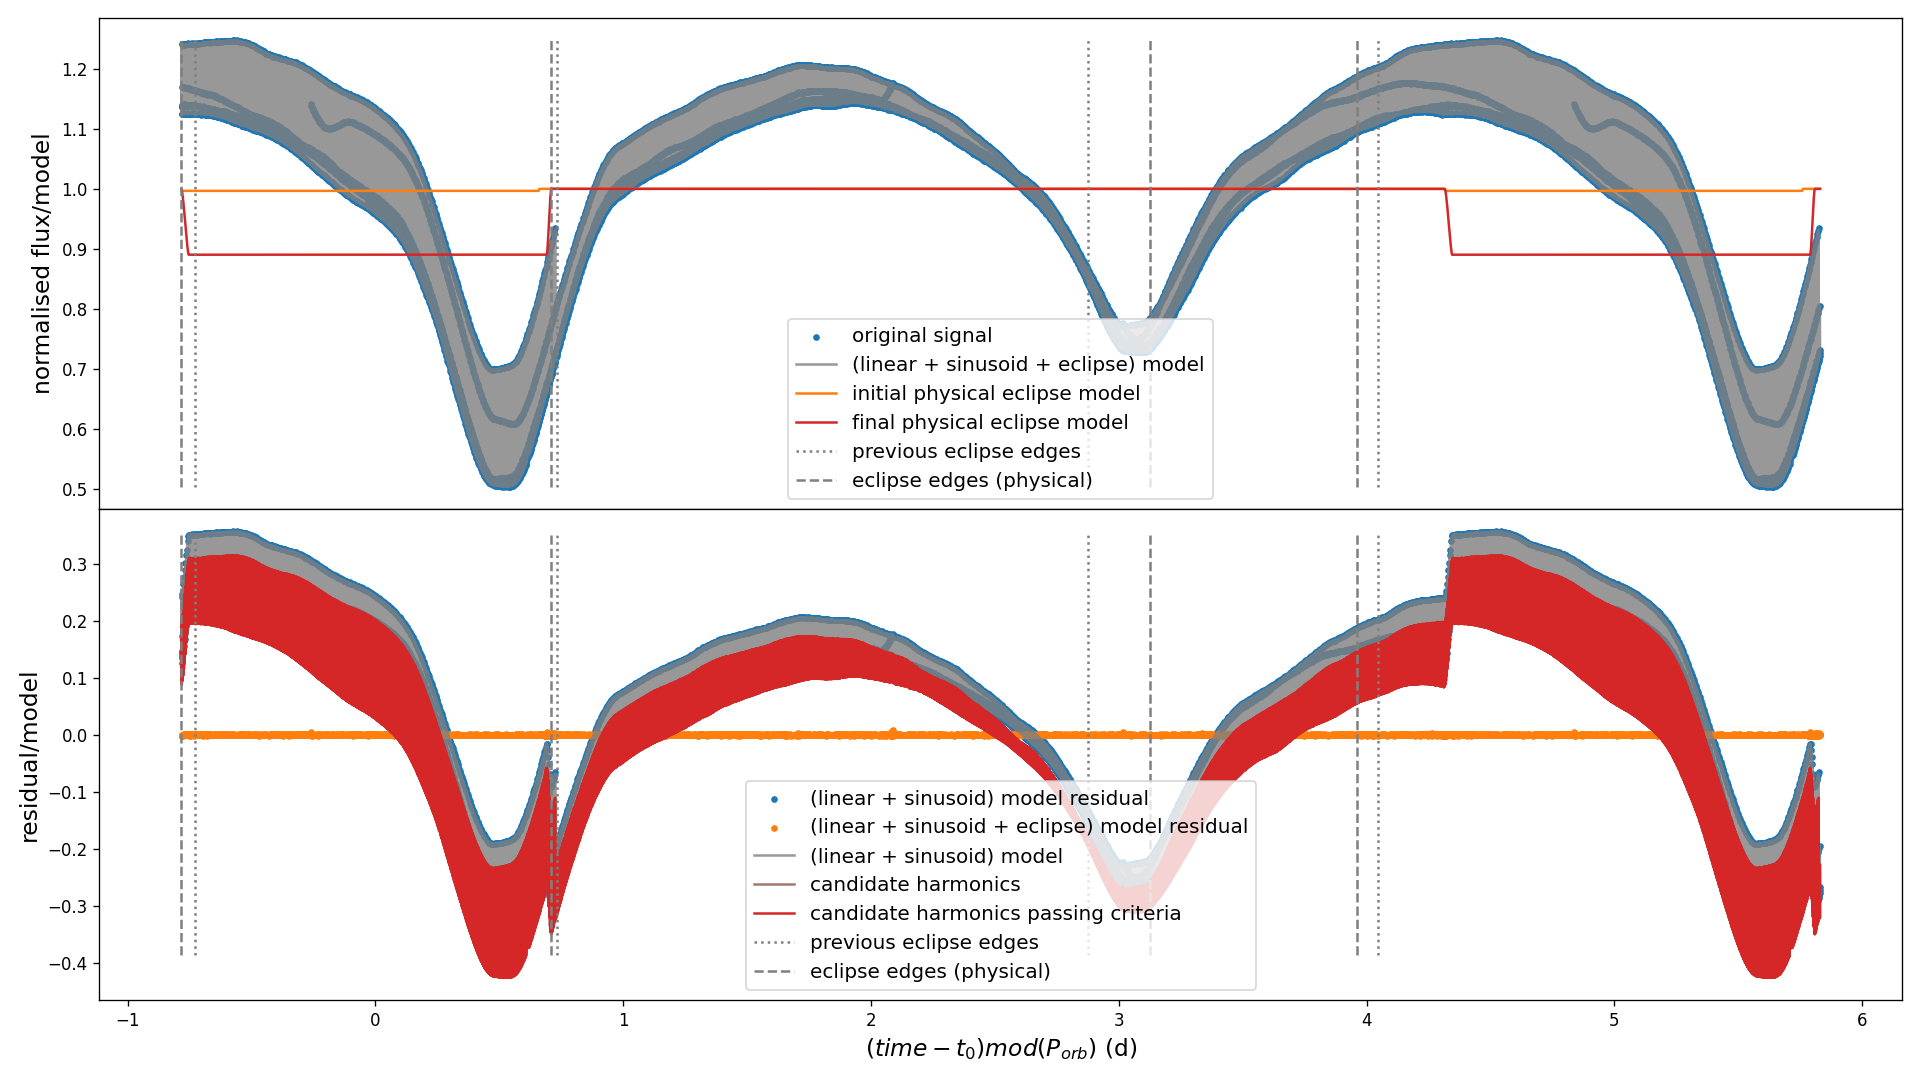 normalised flux/model
1.2
1.1
1.0
0.9
0.8
0.7
0.6
0.5
original signal
(linear + sinusoid + eclipse) model
initial physical eclipse model
final physical eclipse model
previous eclipse edges
eclipse edges (physical)
residual/model
0.3
0.2
0.1
0.0
−0.1
−0.2
−0.3
−0.4
(linear + sinusoid) model residual
(linear + sinusoid + eclipse) model residual
(linear + sinusoid) model
candidate harmonics
candidate harmonics passing criteria
previous eclipse edges
eclipse edges (physical)
−1 0 1 2 3 4 5 6
(time − t₀)mod(P_orb) (d)